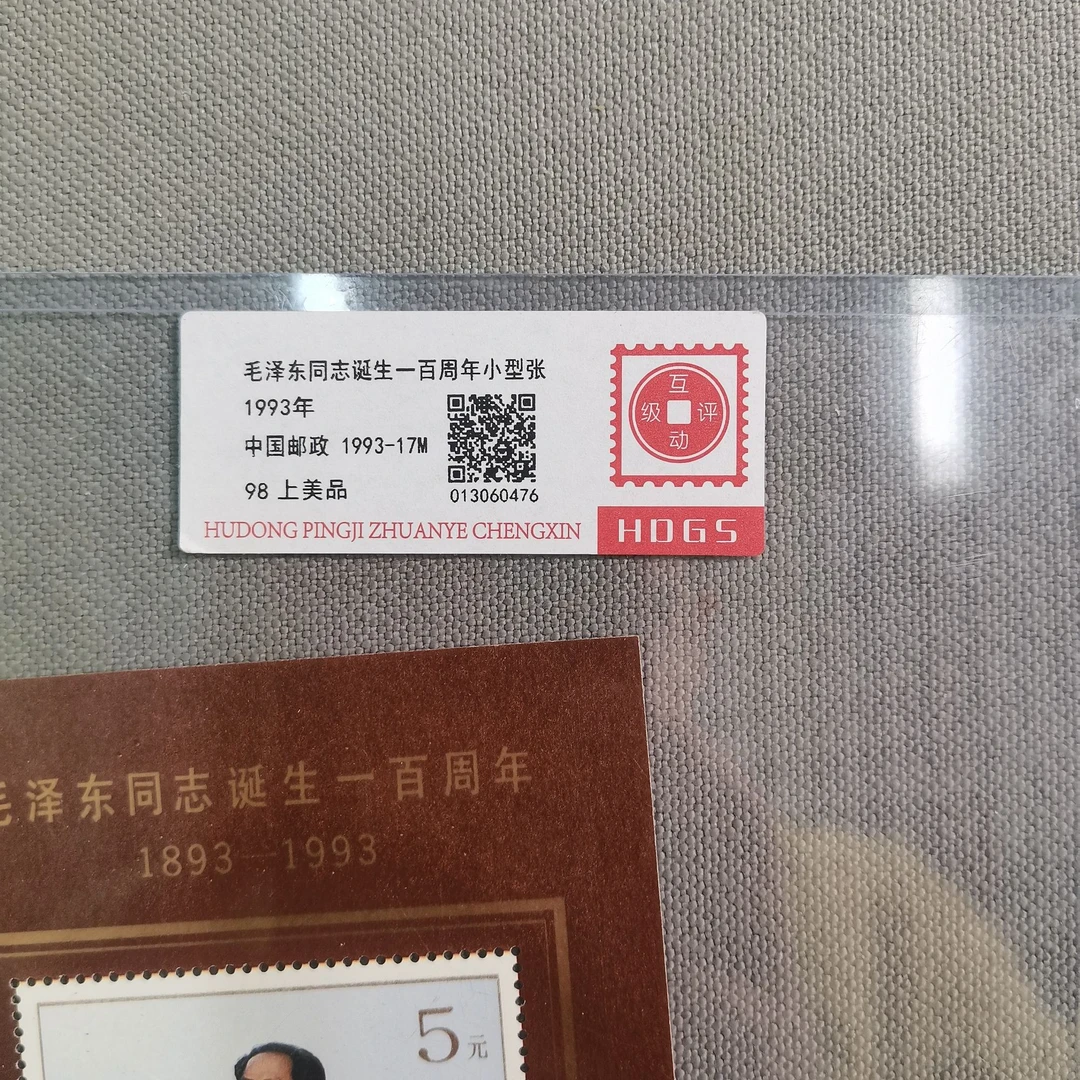 毛泽东同志诞生一百周年小型张
1993年
中国邮政 1993-17M
98 上美品
013060476
HUDONG PINGJI ZHUANYE CHENGXIN
互动评级
HDGS
毛泽东同志诞生一百周年
1893—1993
5元